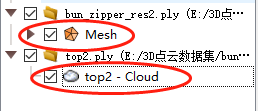 bun_zipper_res2.ply (E:/3D点…
Mesh
top2.ply (E:/3D点云数据集/bun…
top2 - Cloud